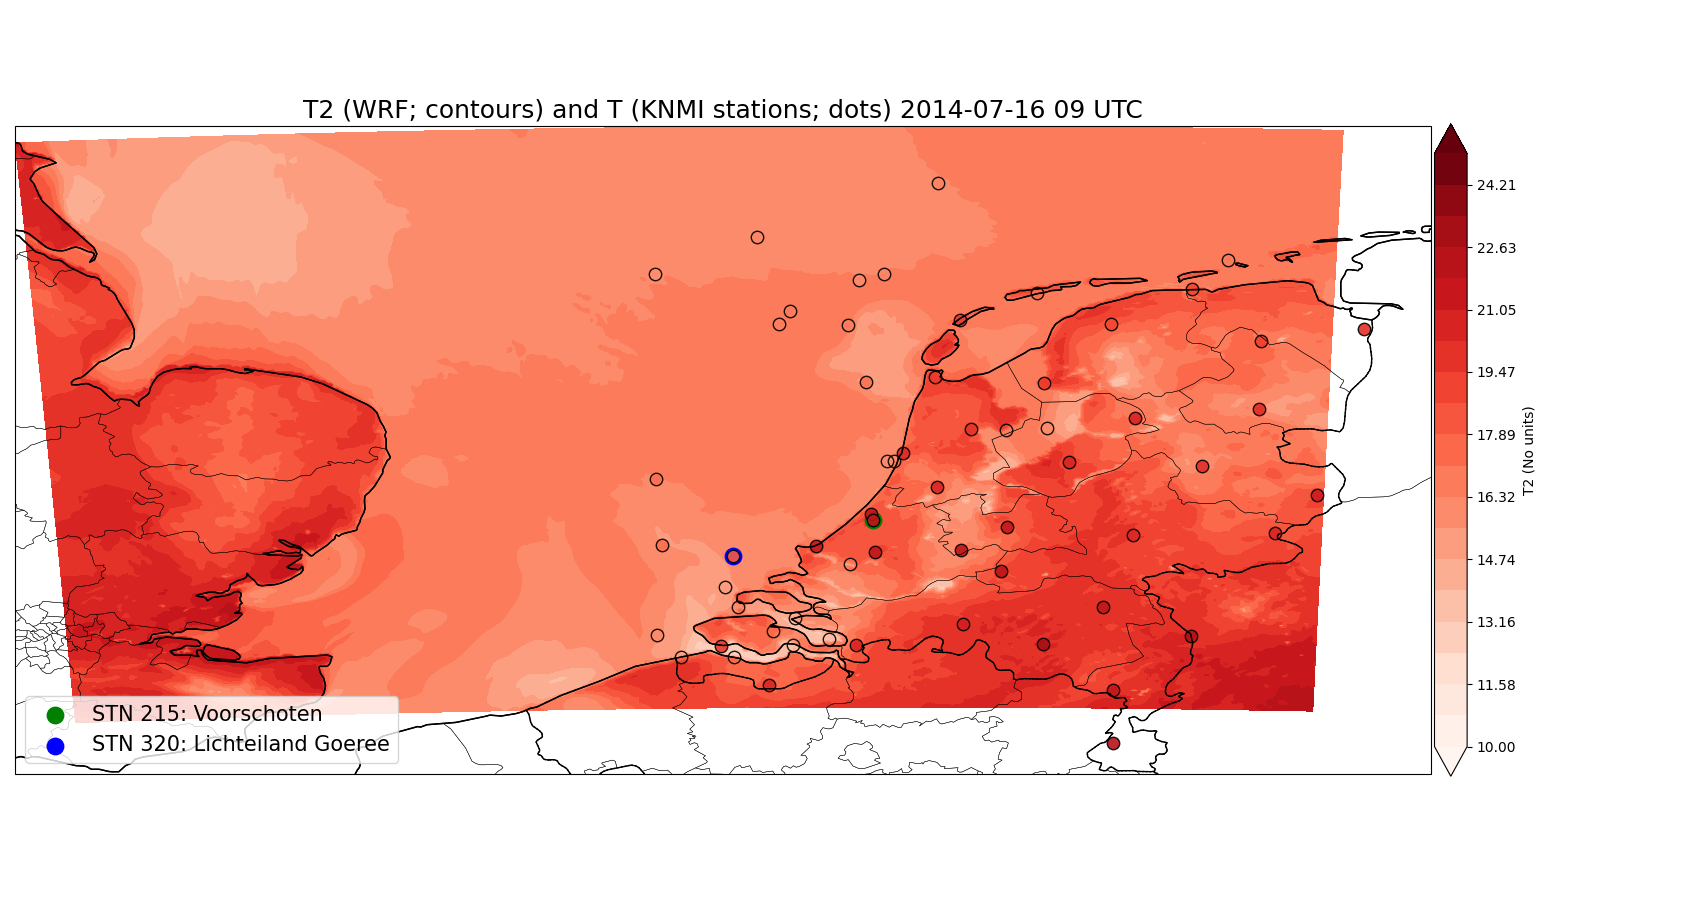 T2 (WRF; contours) and T (KNMI stations; dots) 2014-07-16 09 UTC
24.21
22.63
21.05
19.47
17.89
16.32
14.74
13.16
11.58
10.00
T2 (No units)
STN 215: Voorschoten
STN 320: Lichteiland Goeree